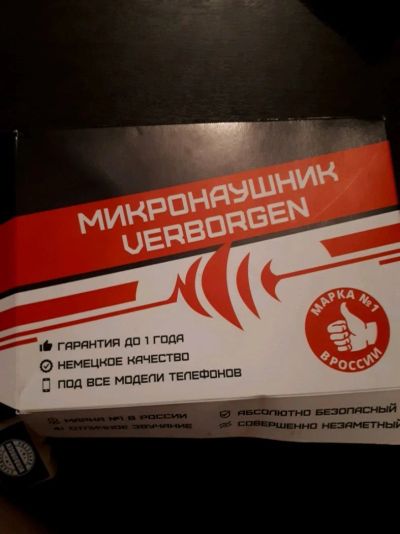 МИКРОНАУШНИК
VERBORGEN
МАРКА №1
В РОССИИ
ГАРАНТИЯ ДО 1 ГОДА
НЕМЕЦКОЕ КАЧЕСТВО
ПОД ВСЕ МОДЕЛИ ТЕЛЕФОНОВ
МАРКА №1 В РОССИИ
АБСОЛЮТНО БЕЗОПАСНЫЙ
ОТЛИЧНОЕ ЗВУЧАНИЕ
СОВЕРШЕННО НЕЗАМЕТНЫЙ